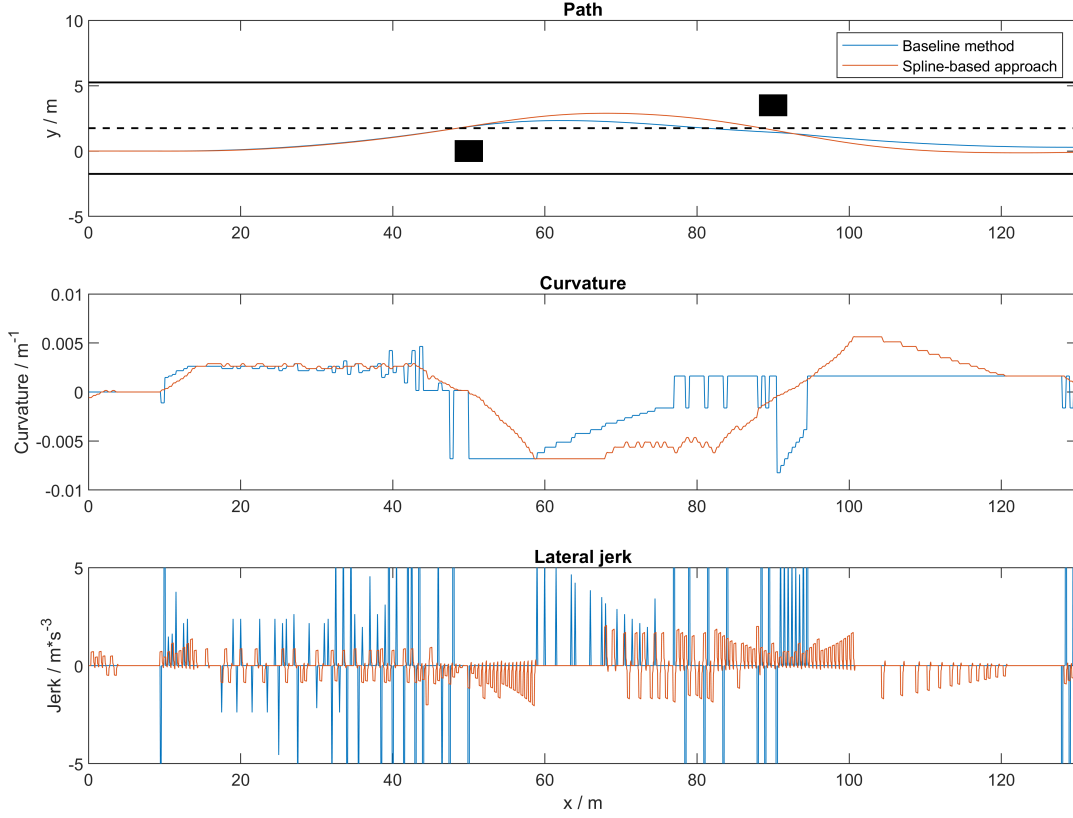 Path
10
5
0
-5
y / m
Baseline method
Spline-based approach
0 20 40 60 80 100 120
Curvature
0.01
0.005
0
-0.005
-0.01
Curvature / m⁻¹
0 20 40 60 80 100 120
Lateral jerk
5
0
-5
Jerk / m*s⁻³
0 20 40 60 80 100 120
x / m